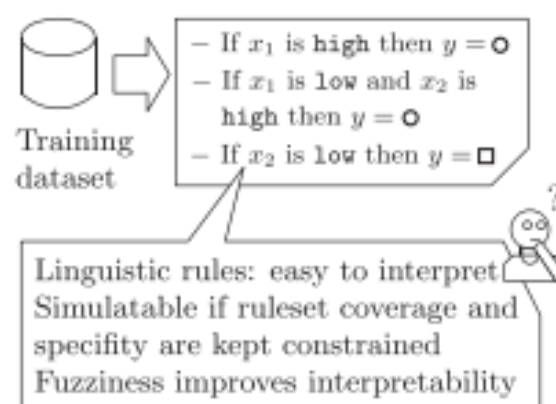 – If x₁ is high then y = O
– If x₁ is low and x₂ is
high then y = O
– If x₂ is low then y = □
Training
dataset
?
Linguistic rules: easy to interpret
Simulatable if ruleset coverage and
specifity are kept constrained
Fuzziness improves interpretability